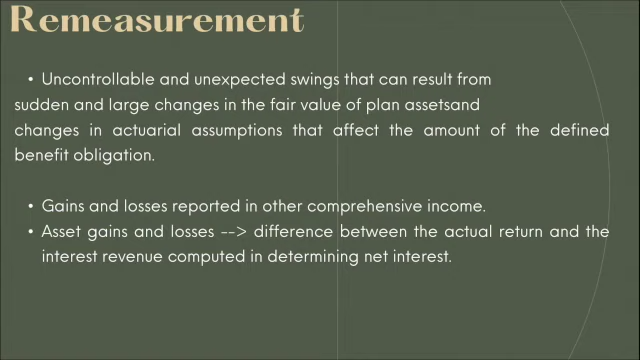 Remeasurement
• Uncontrollable and unexpected swings that can result from
sudden and large changes in the fair value of plan assetsand
changes in actuarial assumptions that affect the amount of the defined
benefit obligation.
• Gains and losses reported in other comprehensive income.
• Asset gains and losses --> difference between the actual return and the
interest revenue computed in determining net interest.